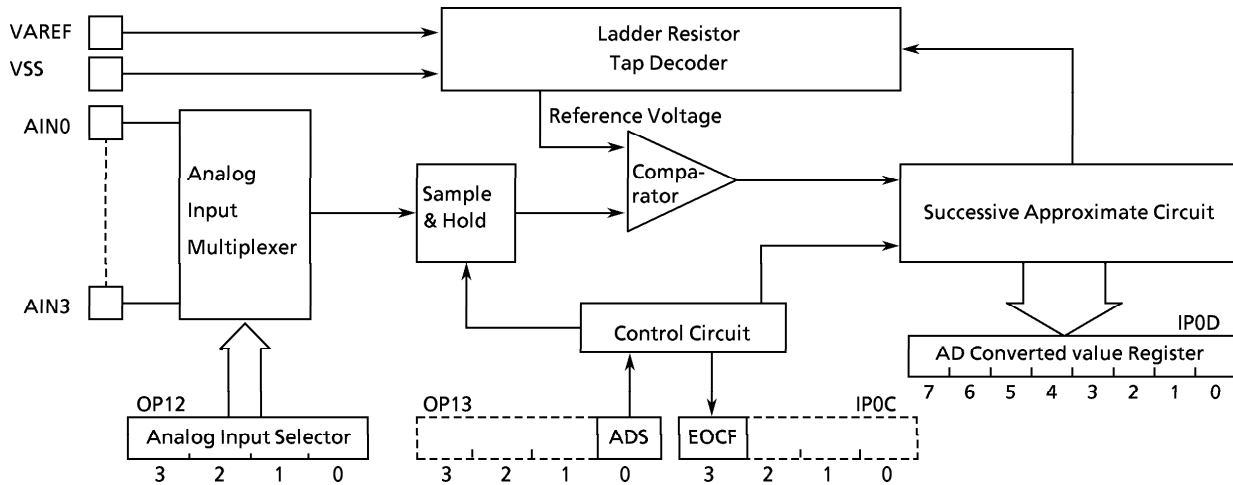 VAREF
VSS
AIN0
AIN3
Ladder Resistor
Tap Decoder
Reference Voltage
Analog
Input
Multiplexer
Sample
& Hold
Compa-
rator
Successive Approximate Circuit
Control Circuit
IP0D
AD Converted value Register
7 6 5 4 3 2 1 0
OP12
Analog Input Selector
3 2 1 0
OP13
ADS
3 2 1 0
IP0C
EOCF
3 2 1 0